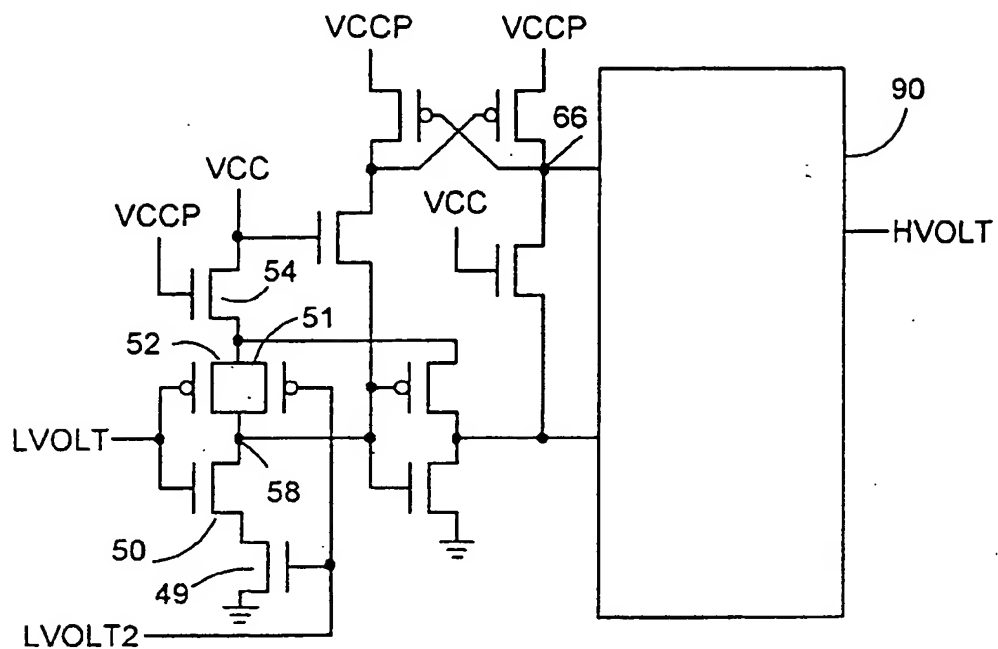 VCCP VCCP
90
66
VCC
VCC
VCCP
HVOLT
54
51
52
LVOLT
58
50
49
LVOLT2